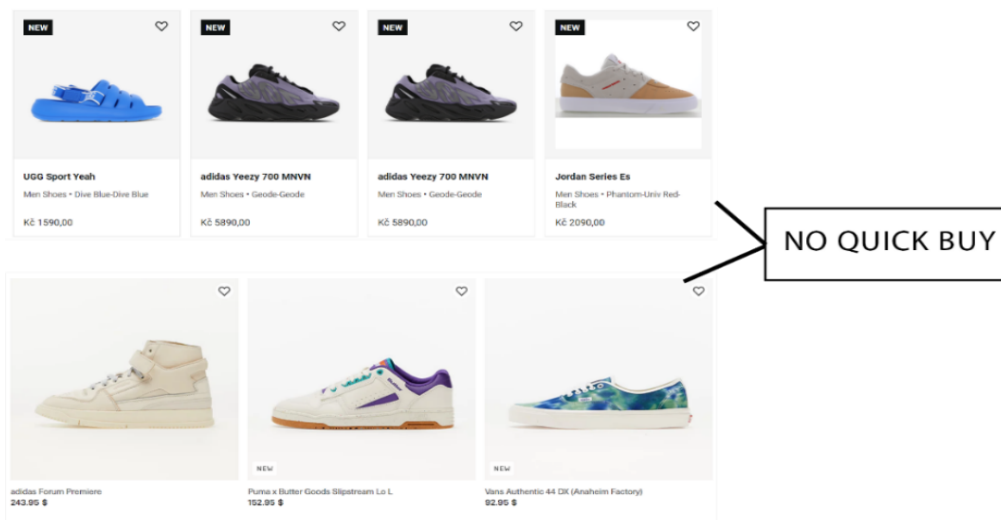 NEW
NEW
NEW
NEW
UGG Sport Yeah
Men Shoes • Dive Blue-Dive Blue
Kč 1590,00
adidas Yeezy 700 MNVN
Men Shoes • Geode-Geode
Kč 5890,00
adidas Yeezy 700 MNVN
Men Shoes • Geode-Geode
Kč 5890,00
Jordan Series Es
Men Shoes • Phantom-Univ Red-
Black
Kč 2090,00
NO QUICK BUY
NEW
NEW
adidas Forum Premiere
243.95 $
Puma x Butter Goods Slipstream Lo L
152.95 $
Vans Authentic 44 DX (Anaheim Factory)
92.95 $